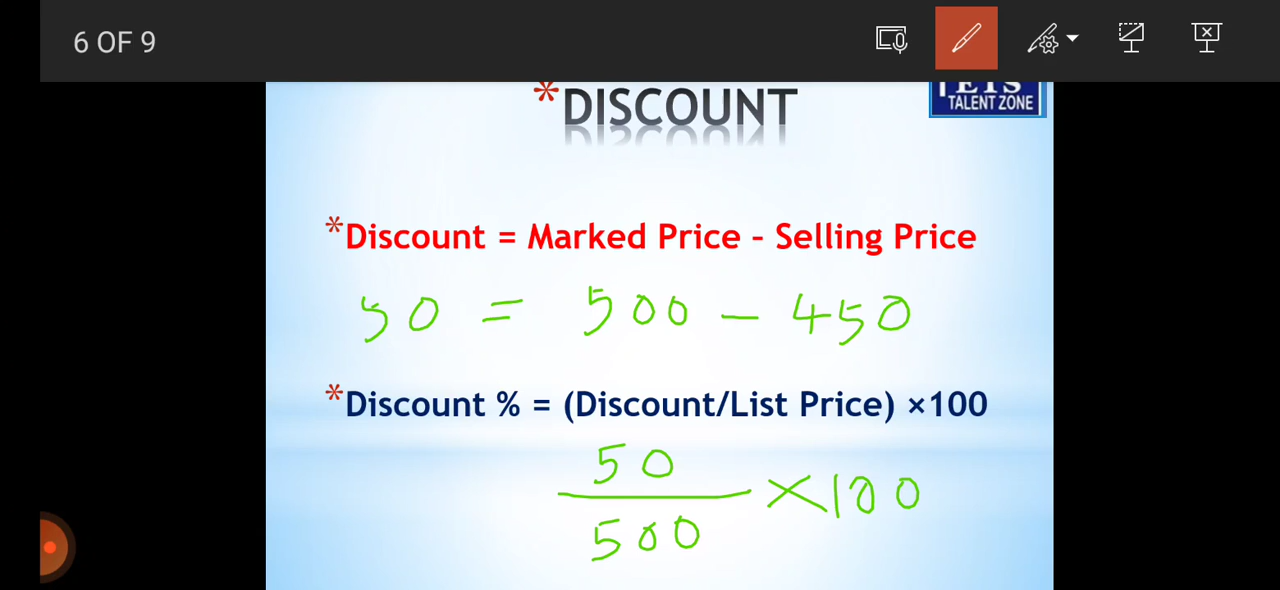 6 OF 9
*DISCOUNT
TALENT ZONE
*Discount = Marked Price - Selling Price
50 = 500 - 450
*Discount % = (Discount/List Price) ×100
50
500
×100